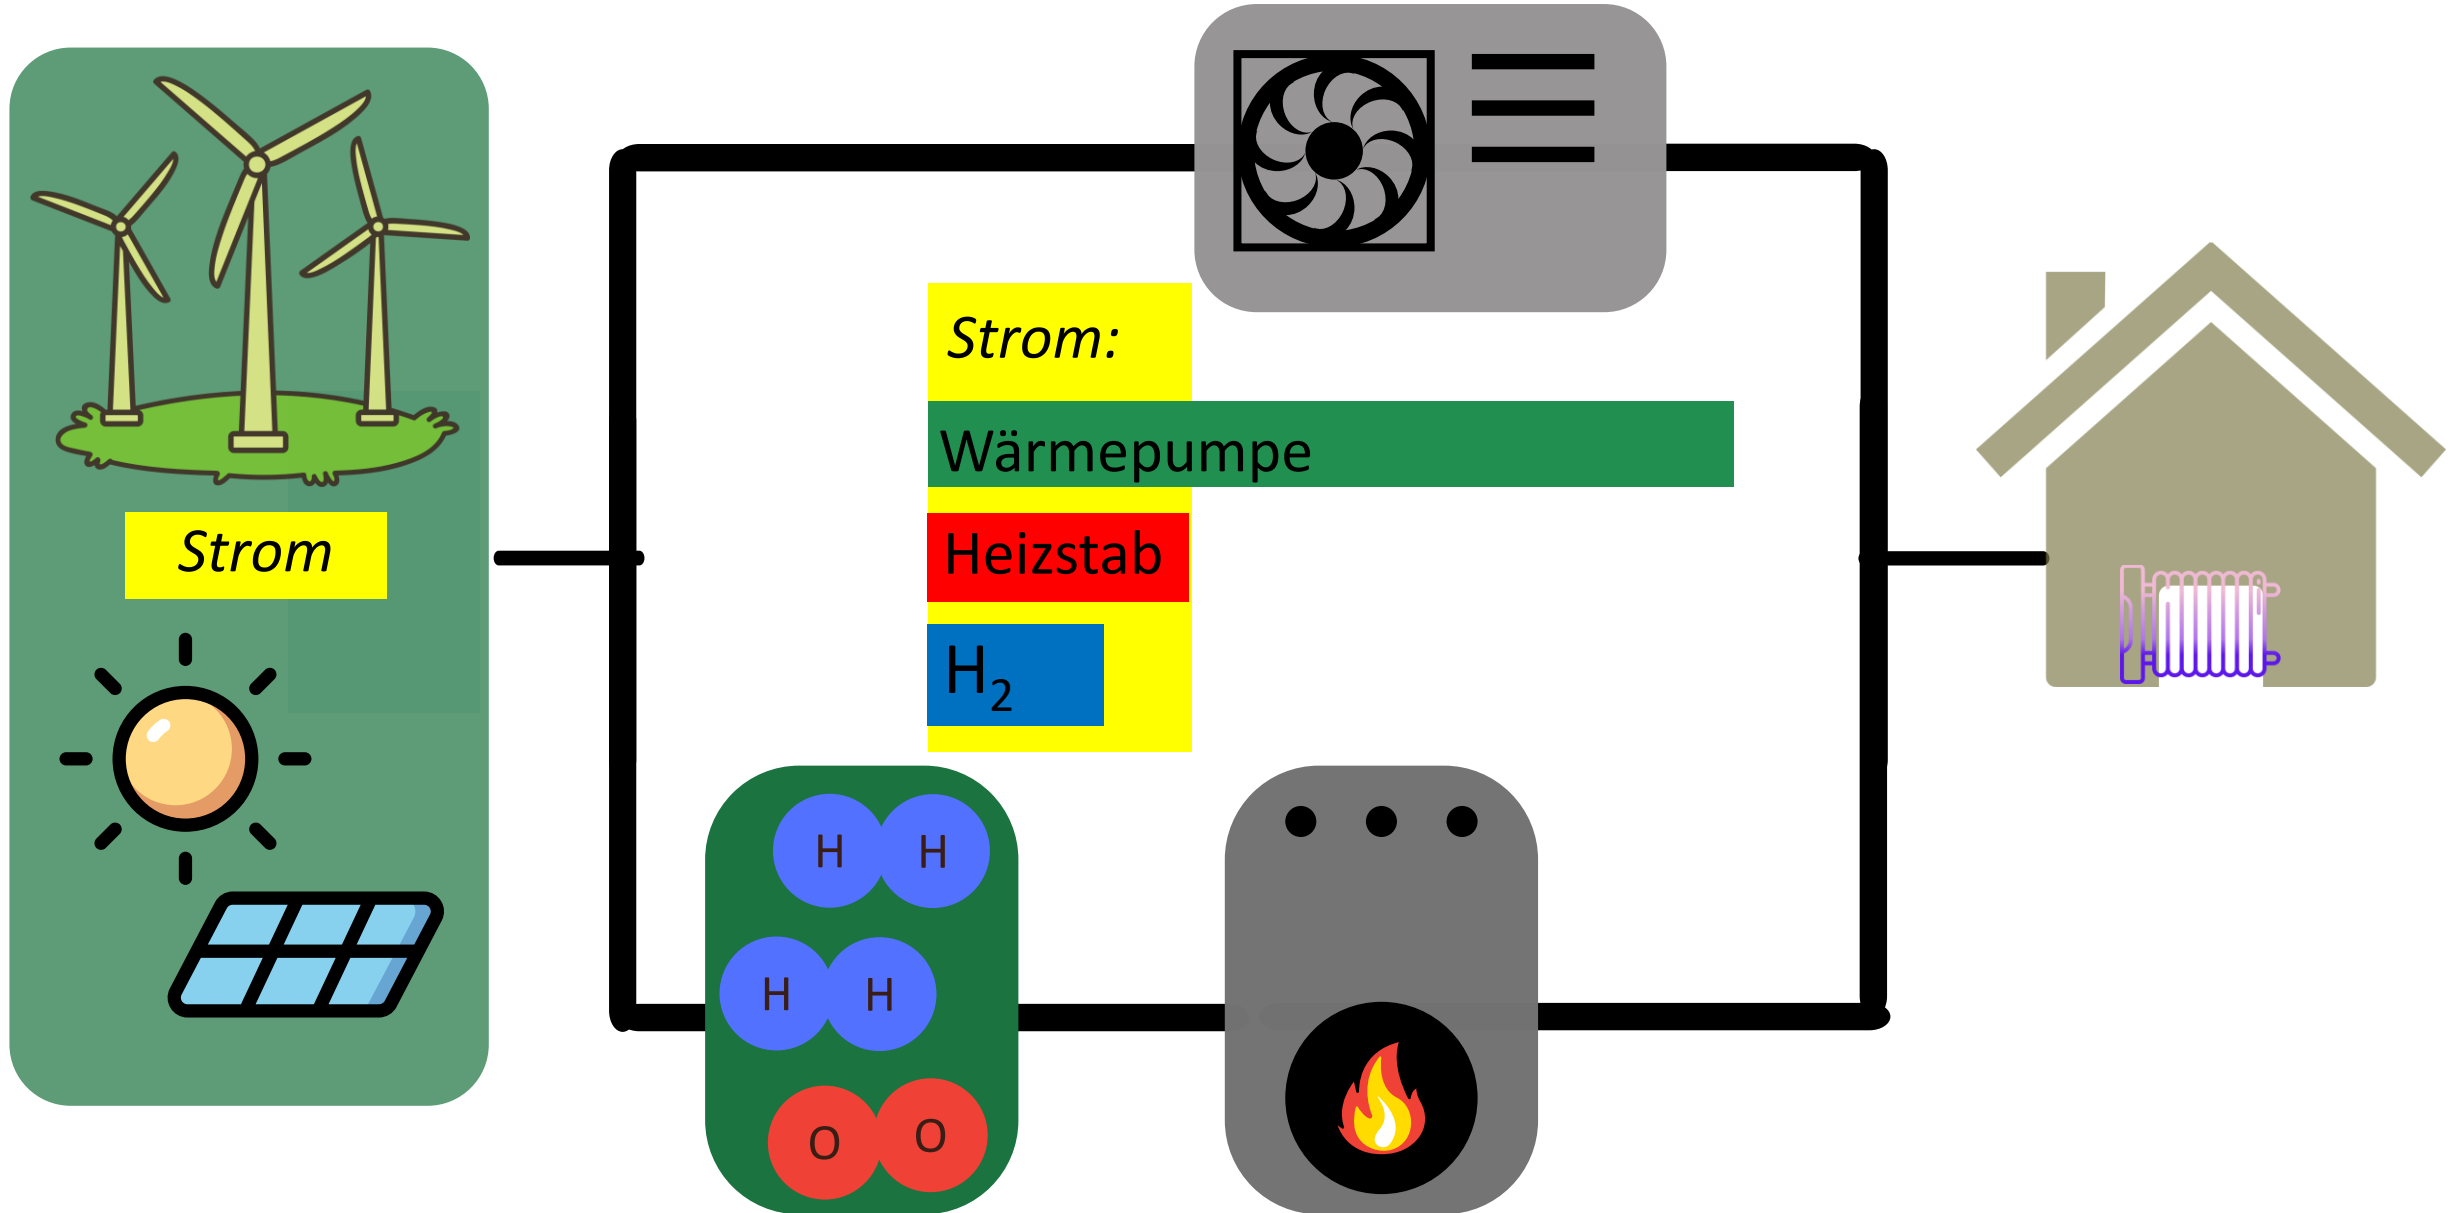 Strom
Strom:
Wärmepumpe
Heizstab
H₂
H H
H H
O O